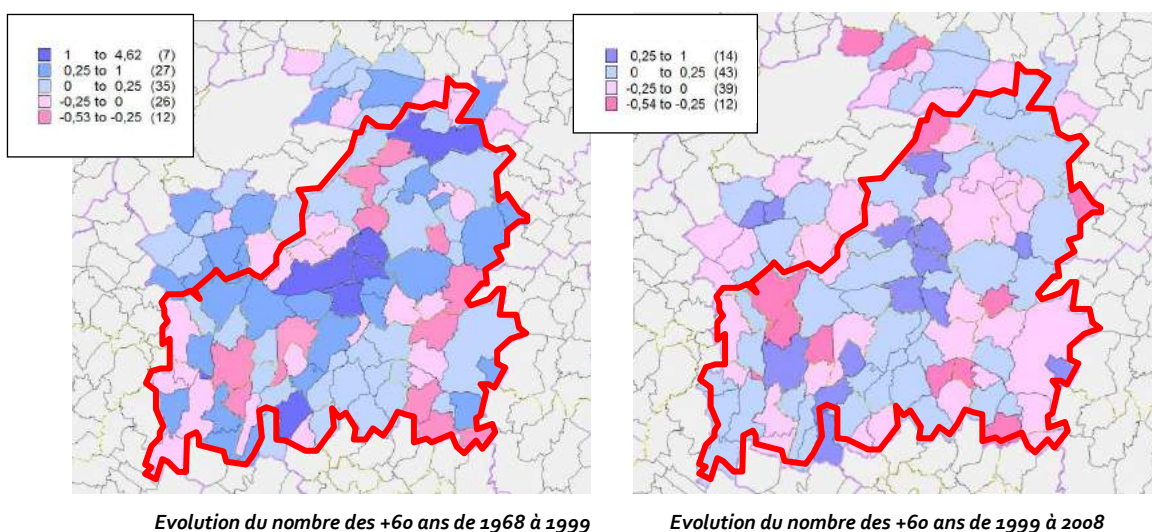 1 to 4,62 (7)
0,25 to 1 (27)
0 to 0,25 (35)
-0,25 to 0 (26)
-0,53 to -0,25 (12)
0,25 to 1 (14)
0 to 0,25 (43)
-0,25 to 0 (39)
-0,54 to -0,25 (12)
Evolution du nombre des +60 ans de 1968 à 1999
Evolution du nombre des +60 ans de 1999 à 2008